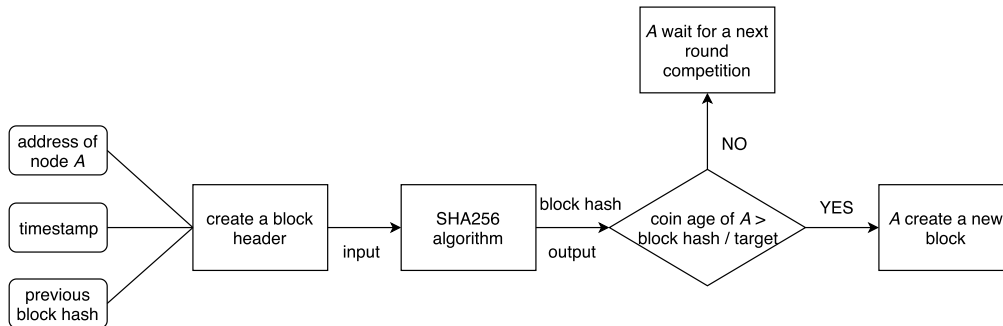 A wait for a next
round
competition
address of
node A
NO
timestamp
create a block
header
input
SHA256
algorithm
block hash
output
coin age of A >
block hash / target
YES
A create a new
block
previous
block hash